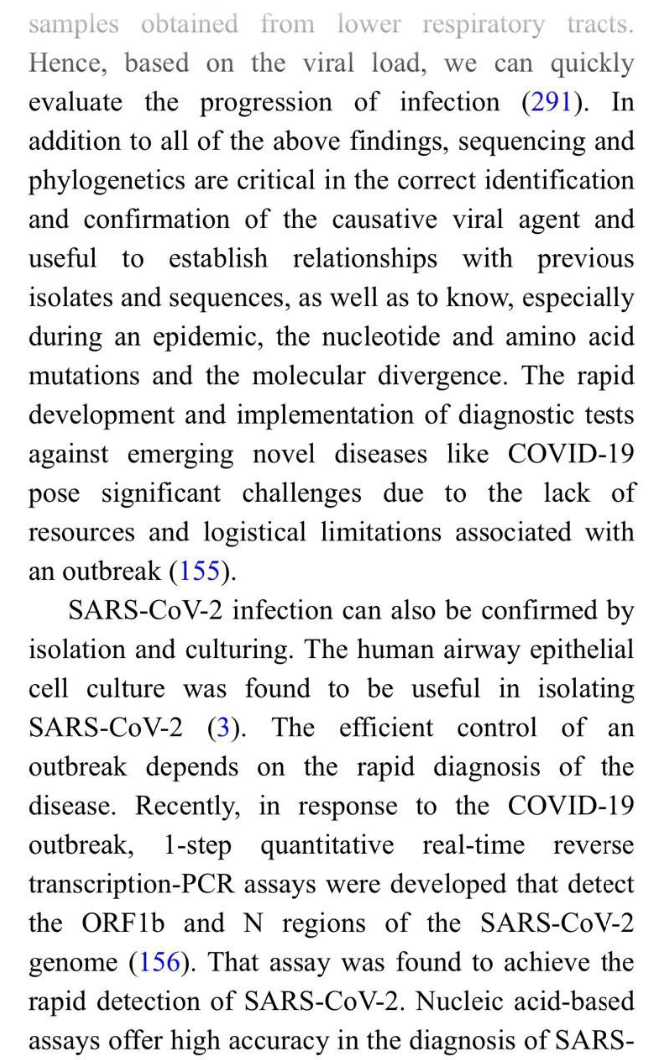 samples obtained from lower respiratory tracts.
Hence, based on the viral load, we can quickly
evaluate the progression of infection (291). In
addition to all of the above findings, sequencing and
phylogenetics are critical in the correct identification
and confirmation of the causative viral agent and
useful to establish relationships with previous
isolates and sequences, as well as to know, especially
during an epidemic, the nucleotide and amino acid
mutations and the molecular divergence. The rapid
development and implementation of diagnostic tests
against emerging novel diseases like COVID-19
pose significant challenges due to the lack of
resources and logistical limitations associated with
an outbreak (155).
SARS-CoV-2 infection can also be confirmed by
isolation and culturing. The human airway epithelial
cell culture was found to be useful in isolating
SARS-CoV-2 (3). The efficient control of an
outbreak depends on the rapid diagnosis of the
disease. Recently, in response to the COVID-19
outbreak, 1-step quantitative real-time reverse
transcription-PCR assays were developed that detect
the ORF1b and N regions of the SARS-CoV-2
genome (156). That assay was found to achieve the
rapid detection of SARS-CoV-2. Nucleic acid-based
assays offer high accuracy in the diagnosis of SARS-